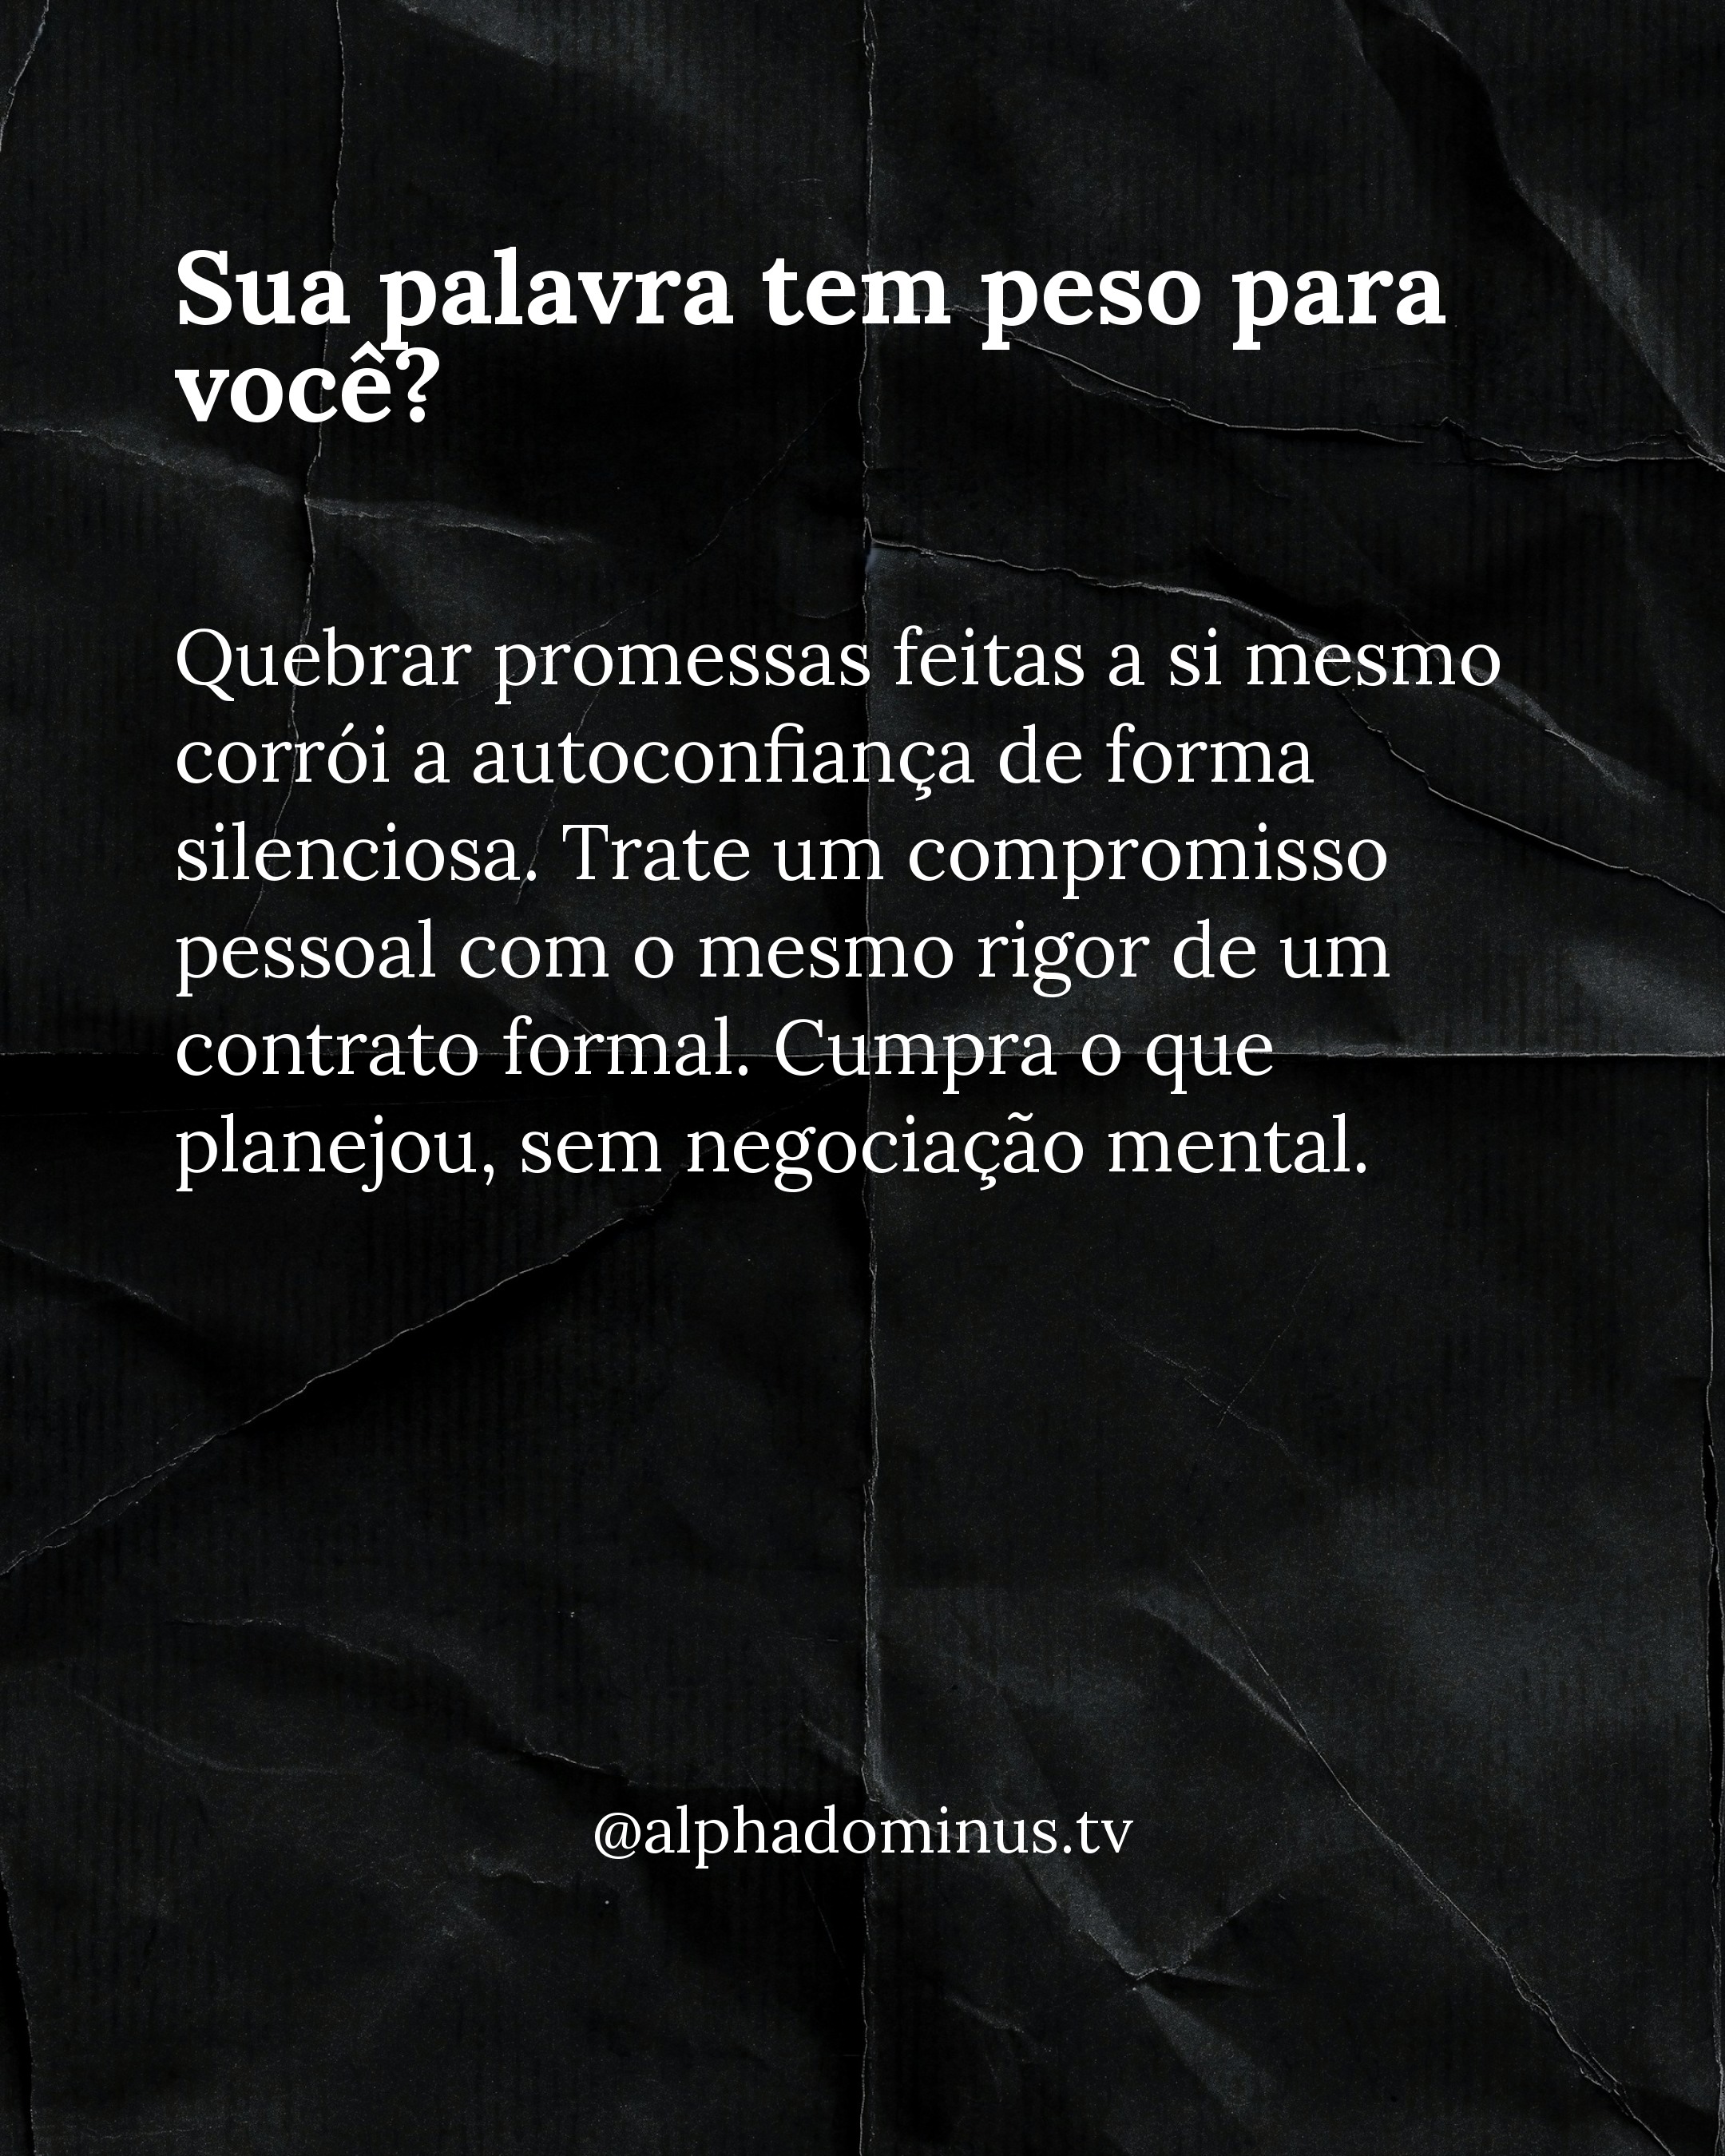 Sua palavra tem peso para
você?
Quebrar promessas feitas a si mesmo
corrói a autoconfiança de forma
silenciosa. Trate um compromisso
pessoal com o mesmo rigor de um
contrato formal. Cumpra o que
planejou, sem negociação mental.
@alphadominus.tv